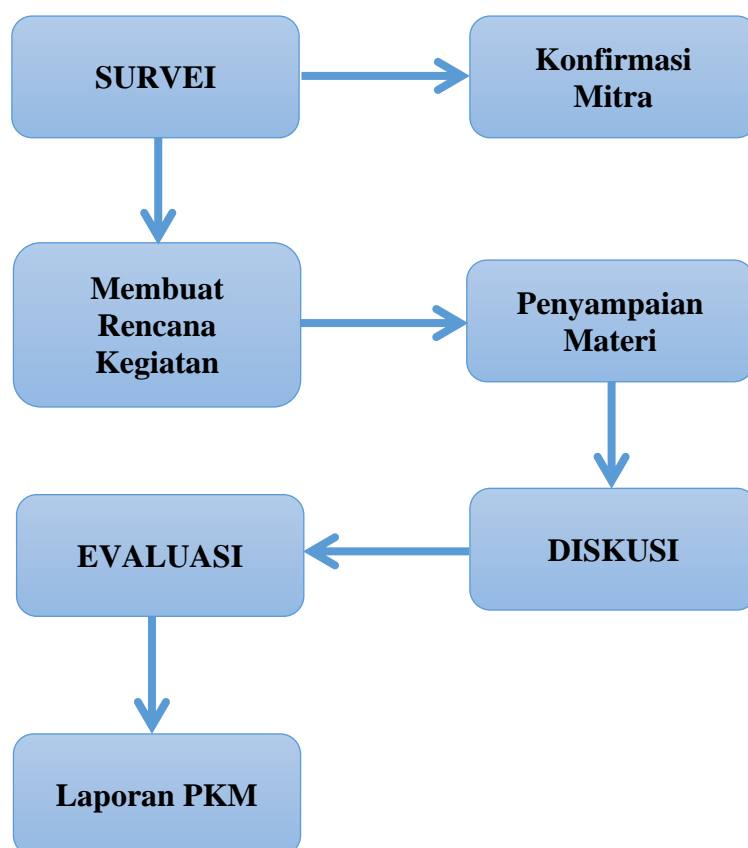 SURVEI
Konfirmasi
Mitra
Membuat
Rencana
Kegiatan
Penyampaian
Materi
EVALUASI
DISKUSI
Laporan PKM